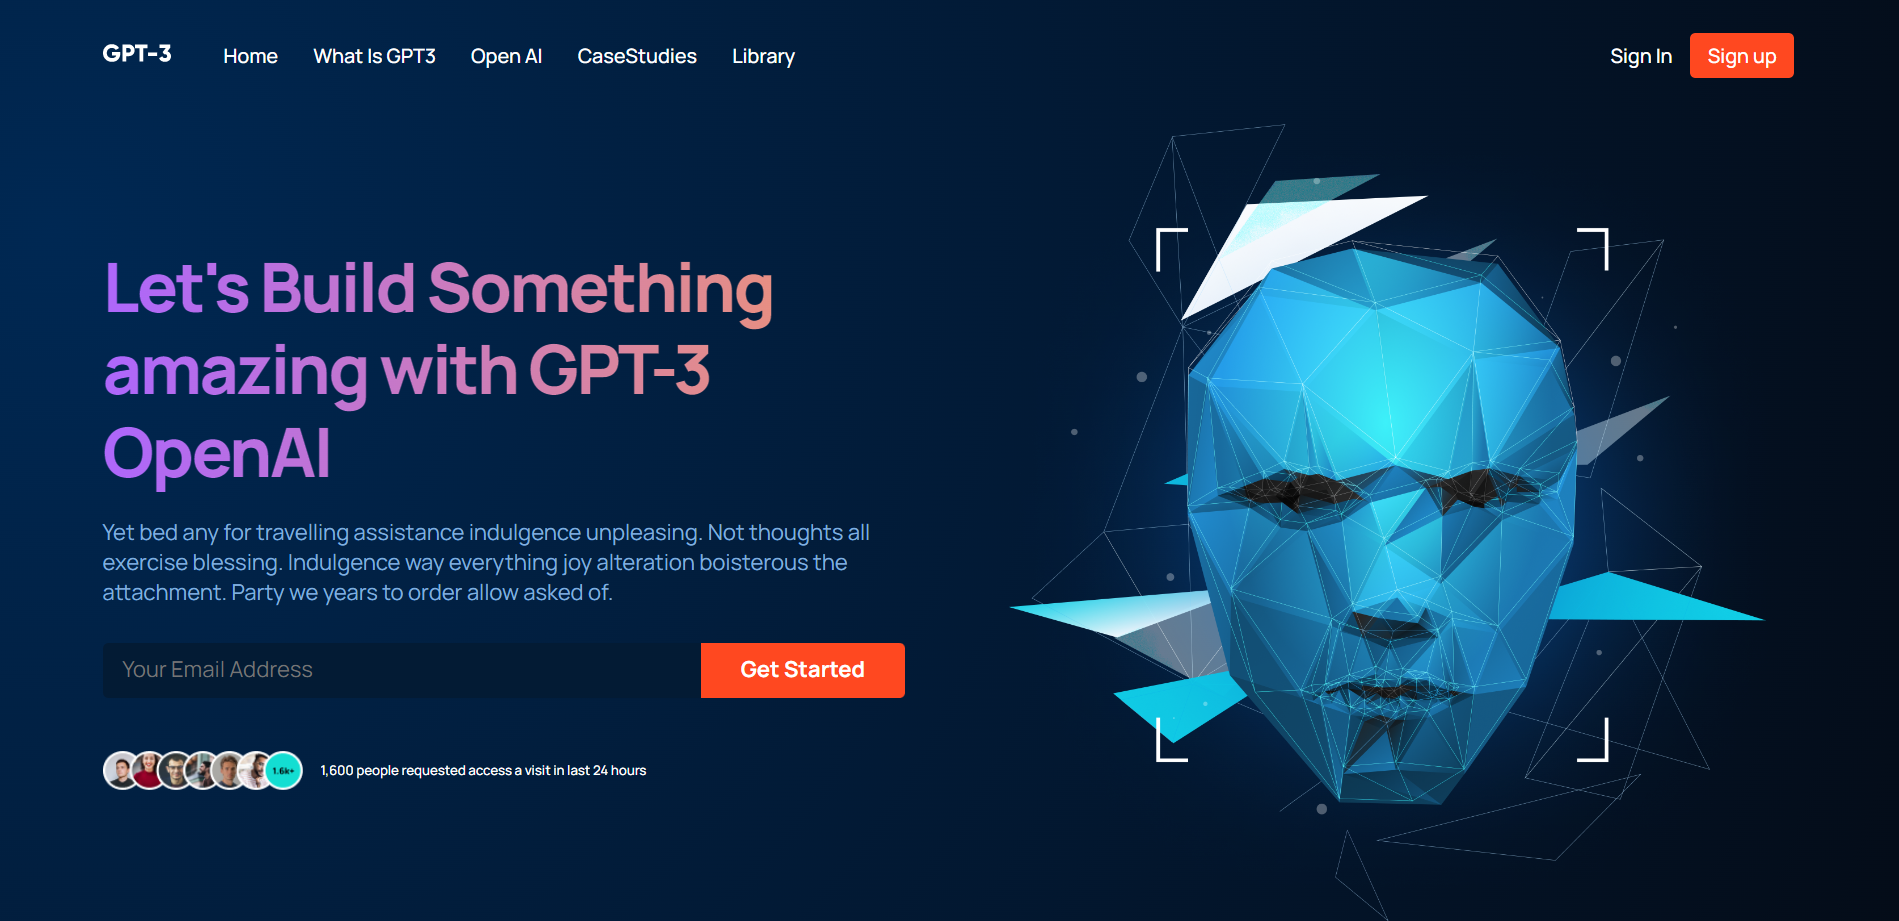 GPT-3
Home What Is GPT3 Open AI CaseStudies Library
Sign In Sign up
Let's Build Something
amazing with GPT-3
OpenAI
Yet bed any for travelling assistance indulgence unpleasing. Not thoughts all
exercise blessing. Indulgence way everything joy alteration boisterous the
attachment. Party we years to order allow asked of.
Your Email Address Get Started
1.6k+ 1,600 people requested access a visit in last 24 hours